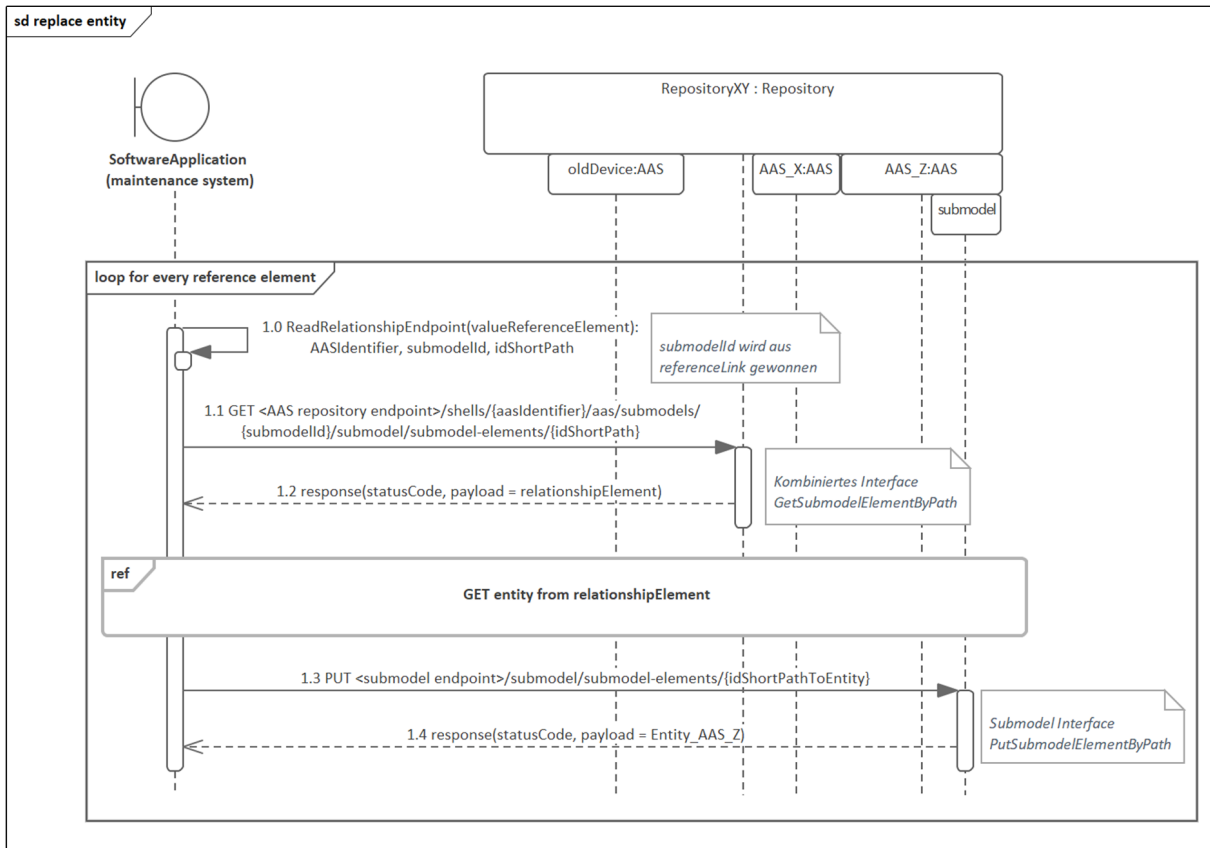 sd replace entity
RepositoryXY : Repository
SoftwareApplication
(maintenance system)
oldDevice:AAS
AAS_X:AAS
AAS_Z:AAS
submodel
loop for every reference element
1.0 ReadRelationshipEndpoint(valueReferenceElement):
AASIdentifier, submodelId, idShortPath
submodelId wird aus
referenceLink gewonnen
1.1 GET <AAS repository endpoint>/shells/{aasIdentifier}/aas/submodels/
{submodelId}/submodel/submodel-elements/{idShortPath}
1.2 response(statusCode, payload = relationshipElement)
Kombiniertes Interface
GetSubmodelElementByPath
ref
GET entity from relationshipElement
1.3 PUT <submodel endpoint>/submodel/submodel-elements/{idShortPathToEntity}
1.4 response(statusCode, payload = Entity_AAS_Z)
Submodel Interface
PutSubmodelElementByPath